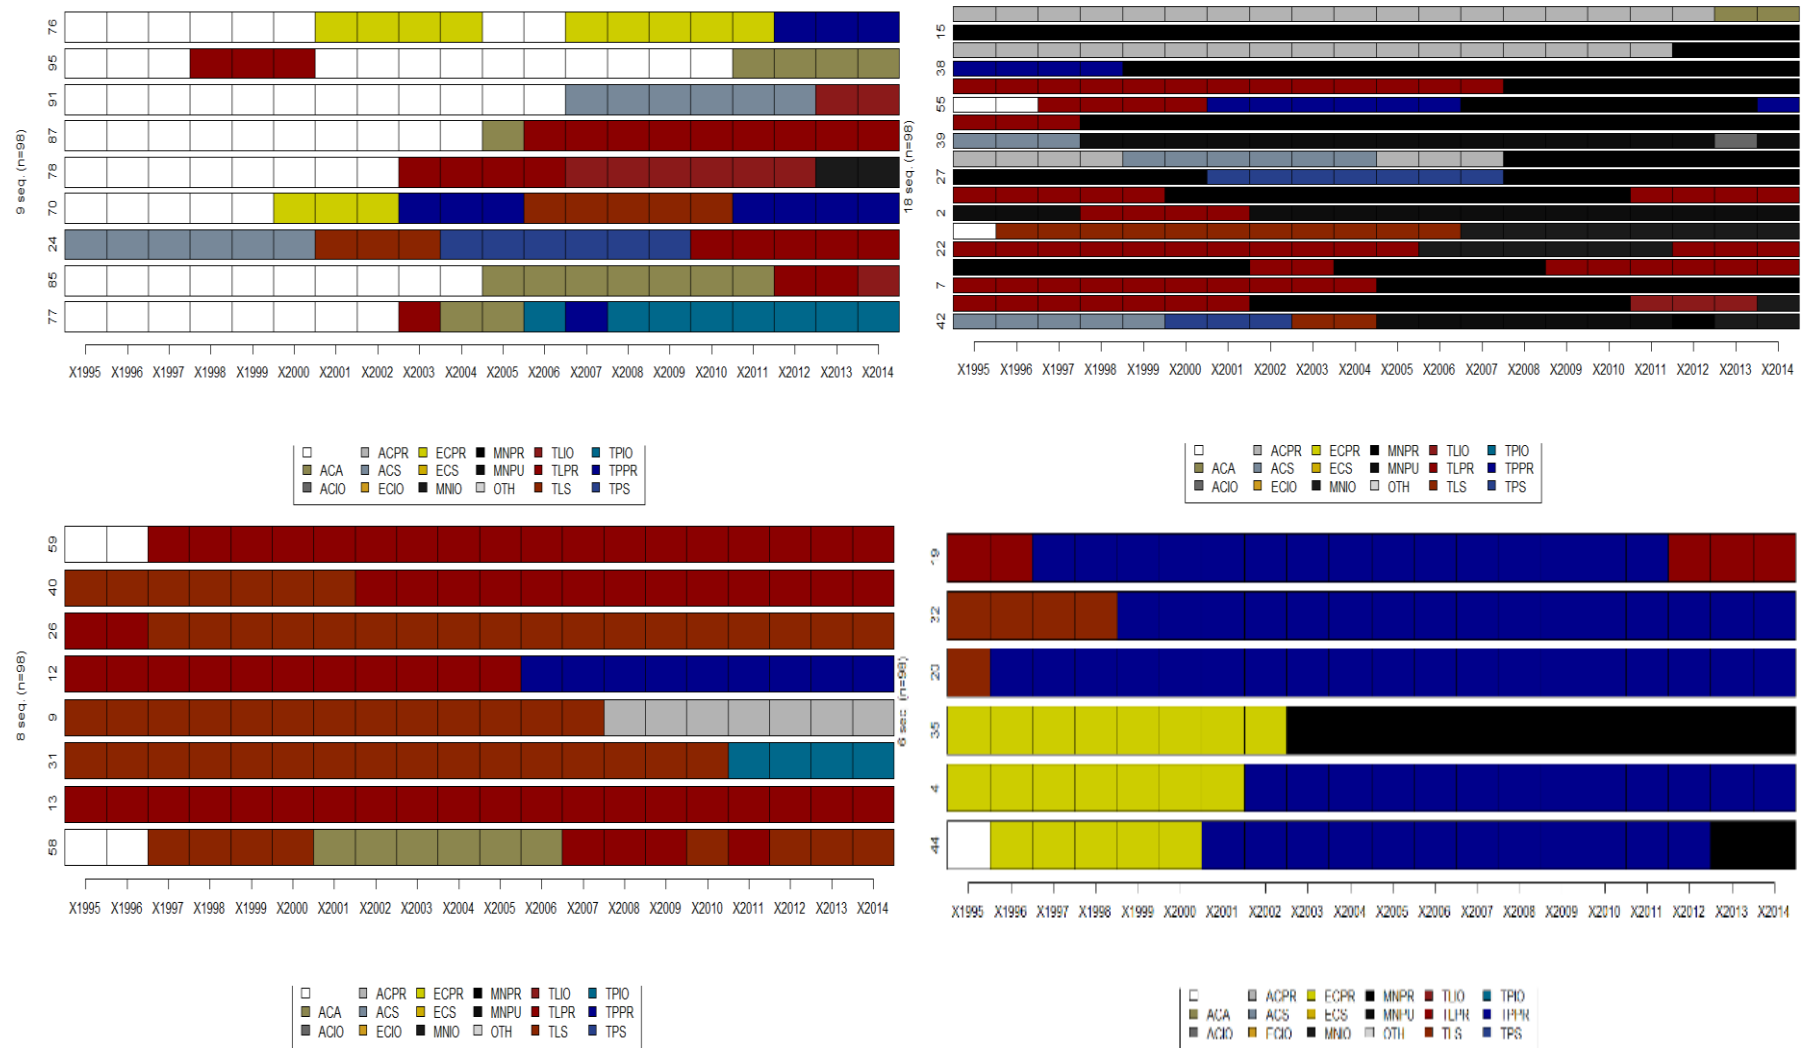 9 seq. (n=98)
76
95
91
87
78
70
24
85
77
X1995 X1996 X1997 X1998 X1999 X2000 X2001 X2002 X2003 X2004 X2005 X2006 X2007 X2008 X2009 X2010 X2011 X2012 X2013 X2014
ACPR ECPR MNPR TLIO TPIO
ACA ACS ECS MNPU TLPR TPPR
ACIO ECIO MNIO OTH TLS TPS
18 seq. (n=98)
15
38
55
39
27
2
22
7
42
X1995 X1996 X1997 X1998 X1999 X2000 X2001 X2002 X2003 X2004 X2005 X2006 X2007 X2008 X2009 X2010 X2011 X2012 X2013 X2014
ACPR ECPR MNPR TLIO TPIO
ACA ACS ECS MNPU TLPR TPPR
ACIO ECIO MNIO OTH TLS TPS
8 seq. (n=98)
59
40
26
12
9
31
13
58
X1995 X1996 X1997 X1998 X1999 X2000 X2001 X2002 X2003 X2004 X2005 X2006 X2007 X2008 X2009 X2010 X2011 X2012 X2013 X2014
ACPR ECPR MNPR TLIO TPIO
ACA ACS ECS MNPU TLPR TPPR
ACIO ECIO MNIO OTH TLS TPS
(n=98)
32
4
44
X1995 X1996 X1997 X1998 X1999 X2000 X2001 X2002 X2003 X2004 X2005 X2006 X2007 X2008 X2009 X2010 X2011 X2012 X2013 X2014
ACPR ECPR MNPR TLIO TPIO
ACA ACS ECS MNPU TLPR TPPR
ACIO ECIO MNIO OTH TLS TPS